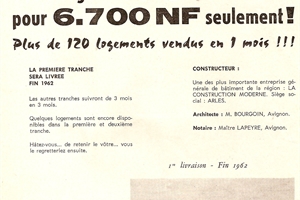 pour 6.700 NF seulement!
Plus de 120 logements vendus en 1 mois !!!
LA PREMIERE TRANCHE
SERA LIVREE
FIN 1962
Les autres tranches suivront de 3 mois
en 3 mois.
Quelques logements sont encore dispo-
nibles dans la première et deuxième
tranche.
Hâtez-vous... de retenir le vôtre... vous
le regretteriez ensuite.
CONSTRUCTEUR :
Une des plus importante entreprise géné-
rale de bâtiment de la région : LA
CONSTRUCTION MODERNE. Siège so-
cial : ARLES.
Architecte : M. BOURGOIN, Avignon.
Notaire : Maître LAPEYRE, Avignon.
1re livraison - Fin 1962